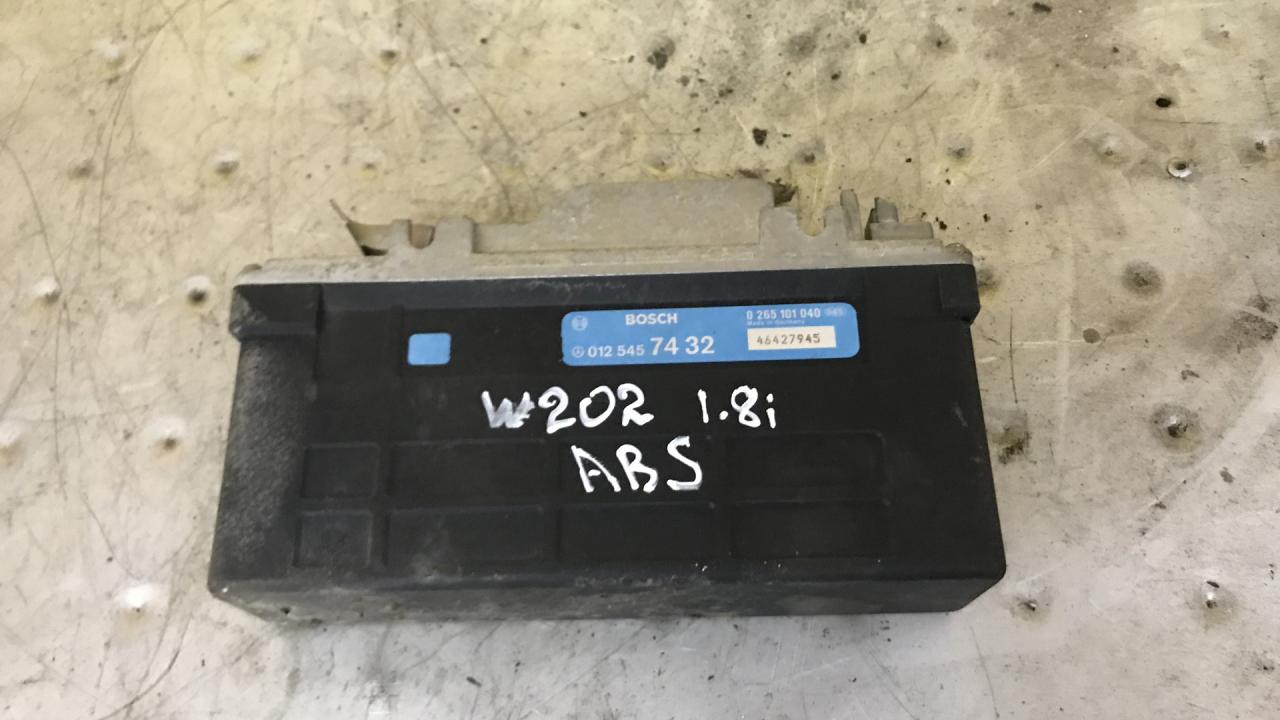 BOSCH
0 265 101 040
Made in Germany
012 545 74 32
46427945
W202 1.8i
ABS